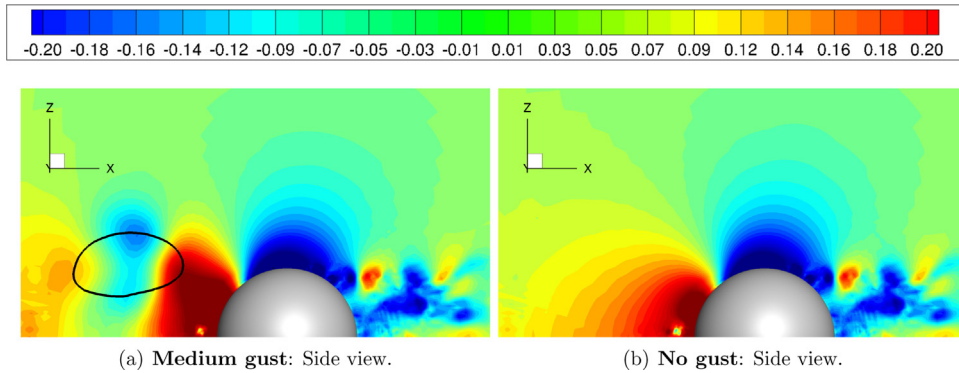 -0.20 -0.18 -0.16 -0.14 -0.12 -0.09 -0.07 -0.05 -0.03 -0.01 0.01 0.03 0.05 0.07 0.09 0.12 0.14 0.16 0.18 0.20
Z
Y X
Z
Y X
(a) Medium gust: Side view.
(b) No gust: Side view.